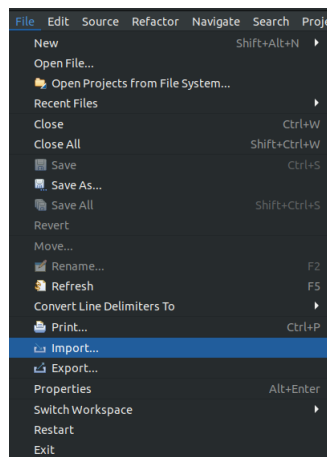 File Edit Source Refactor Navigate Search
New Shift+Alt+N
Open File...
Open Projects from File System...
Recent Files
Close Ctrl+W
Close All Shift+Ctrl+W
Save Ctrl+S
Save As...
Save All Shift+Ctrl+S
Revert
Move...
Rename... F2
Refresh F5
Convert Line Delimiters To
Print... Ctrl+P
Import...
Export...
Properties Alt+Enter
Switch Workspace
Restart
Exit